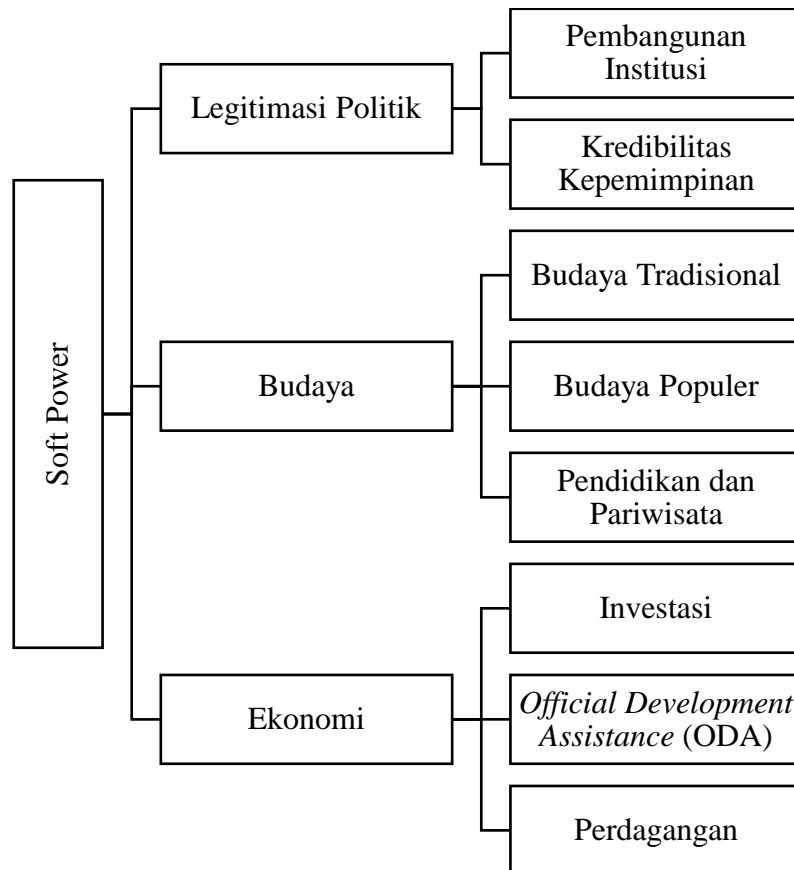 Soft Power
Legitimasi Politik
Pembangunan
Institusi
Kredibilitas
Kepemimpinan
Budaya
Budaya Tradisional
Budaya Populer
Pendidikan dan
Pariwisata
Ekonomi
Investasi
Official Development
Assistance (ODA)
Perdagangan